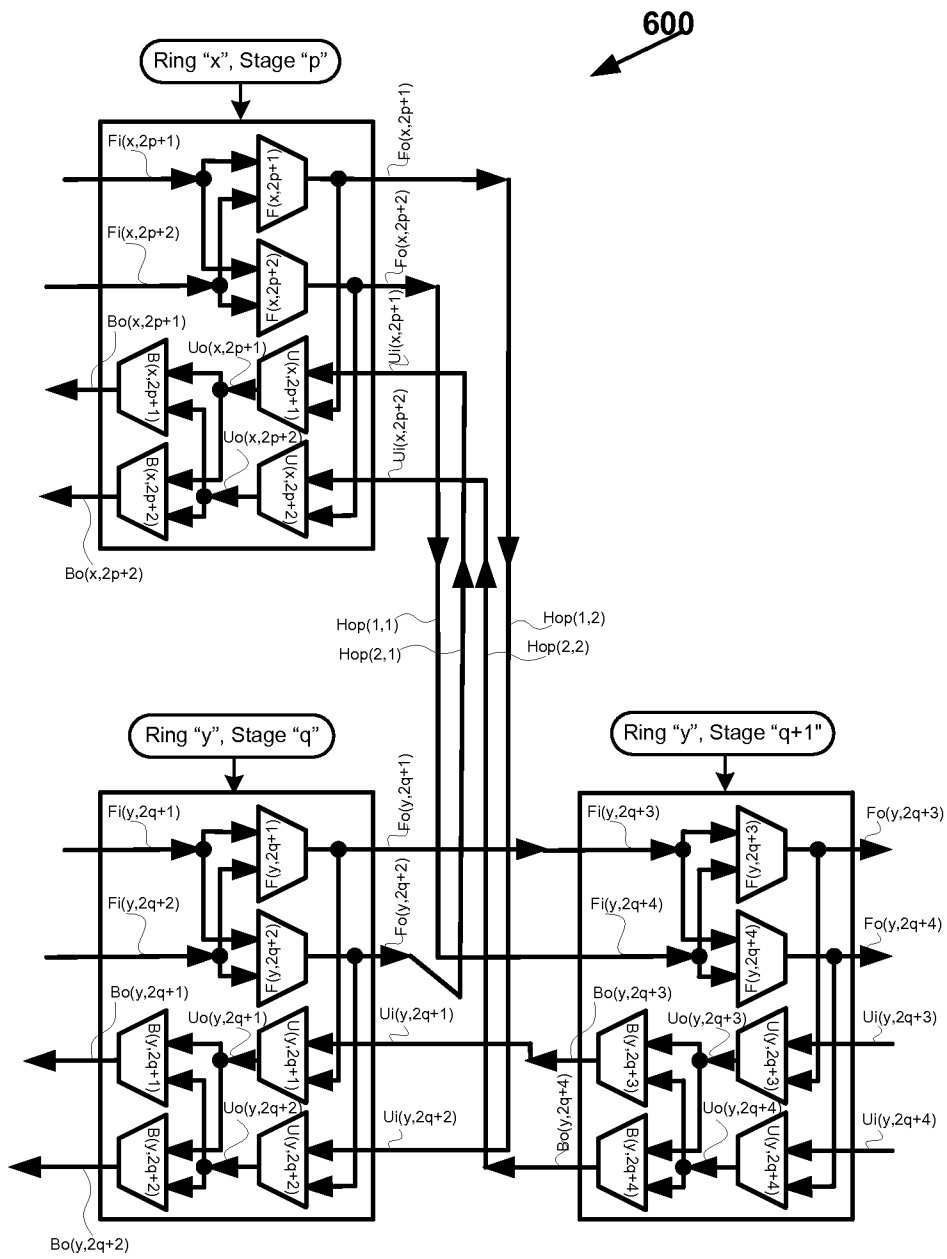 600
Ring “x”, Stage “p”
Fi(x,2p+1)
F(x,2p+1)
Fo(x,2p+1)
Fi(x,2p+2)
F(x,2p+2)
Fo(x,2p+2)
Bo(x,2p+1)
Uo(x,2p+1)
Ui(x,2p+1)
B(x,2p+1)
U(x,2p+1)
Uo(x,2p+2)
Ui(x,2p+2)
B(x,2p+2)
U(x,2p+2)
Bo(x,2p+2)
Hop(1,1)
Hop(1,2)
Hop(2,1)
Hop(2,2)
Ring “y”, Stage “q”
Ring “y”, Stage “q+1"
Fi(y,2q+1)
F(y,2q+1)
Fo(y,2q+1)
Fi(y,2q+3)
F(y,2q+3)
Fo(y,2q+3)
Fi(y,2q+2)
F(y,2q+2)
Fo(y,2q+2)
Fi(y,2q+4)
F(y,2q+4)
Fo(y,2q+4)
Bo(y,2q+1)
Uo(y,2q+1)
Ui(y,2q+1)
Bo(y,2q+3)
Uo(y,2q+3)
Ui(y,2q+3)
B(y,2q+1)
U(y,2q+1)
B(y,2q+3)
U(y,2q+3)
Uo(y,2q+2)
Ui(y,2q+2)
Bo(y,2q+4)
Uo(y,2q+4)
Ui(y,2q+4)
B(y,2q+2)
U(y,2q+2)
B(y,2q+4)
U(y,2q+4)
Bo(y,2q+2)